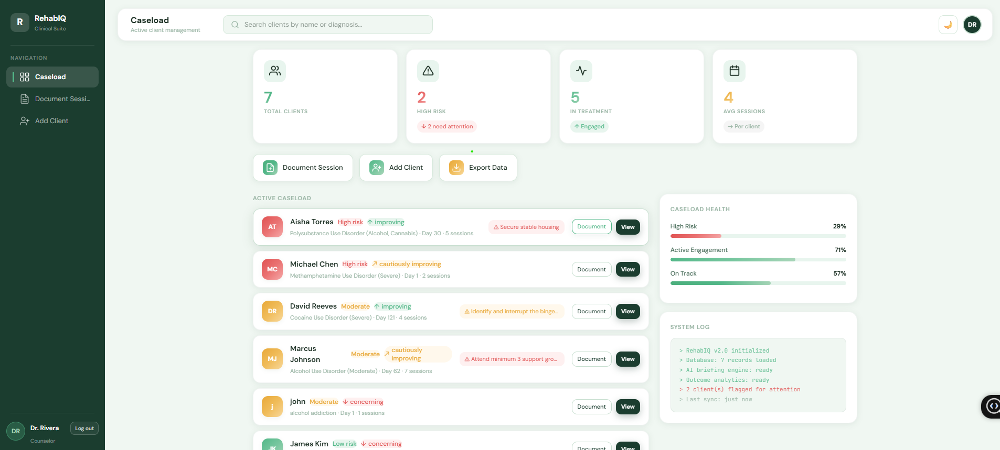 R
RehabIQ
Clinical Suite
NAVIGATION
Caseload
Document Sessi...
Add Client
DR
Dr. Rivera
Counselor
Log out
Caseload
Active client management
Search clients by name or diagnosis...
DR
7
TOTAL CLIENTS
2
HIGH RISK
↓ 2 need attention
5
IN TREATMENT
↑ Engaged
4
AVG SESSIONS
→ Per client
Document Session
Add Client
Export Data
ACTIVE CASELOAD
AT
Aisha Torres High risk ↑ improving
Polysubstance Use Disorder (Alcohol, Cannabis) · Day 30 · 5 sessions
⚠ Secure stable housing
Document
View
MC
Michael Chen High risk ↗ cautiously improving
Methamphetamine Use Disorder (Severe) · Day 1 · 2 sessions
Document
View
DR
David Reeves Moderate ↑ improving
Cocaine Use Disorder (Severe) · Day 121 · 4 sessions
⚠ Identify and interrupt the binge...
Document
View
MJ
Marcus
Johnson
Moderate
↗ cautiously
improving
Alcohol Use Disorder (Moderate) · Day 62 · 7 sessions
⚠ Attend minimum 3 support gro...
Document
View
j
john Moderate ↓ concerning
alcohol addiction · Day 1 · 1 sessions
Document
View
JK
James Kim Low risk ↓ concerning
Document
View
CASELOAD HEALTH
High Risk 29%
Active Engagement 71%
On Track 57%
SYSTEM LOG
> RehabIQ v2.0 initialized
> Database: 7 records loaded
> AI briefing engine: ready
> Outcome analytics: ready
> 2 client(s) flagged for attention
> Last sync: just now